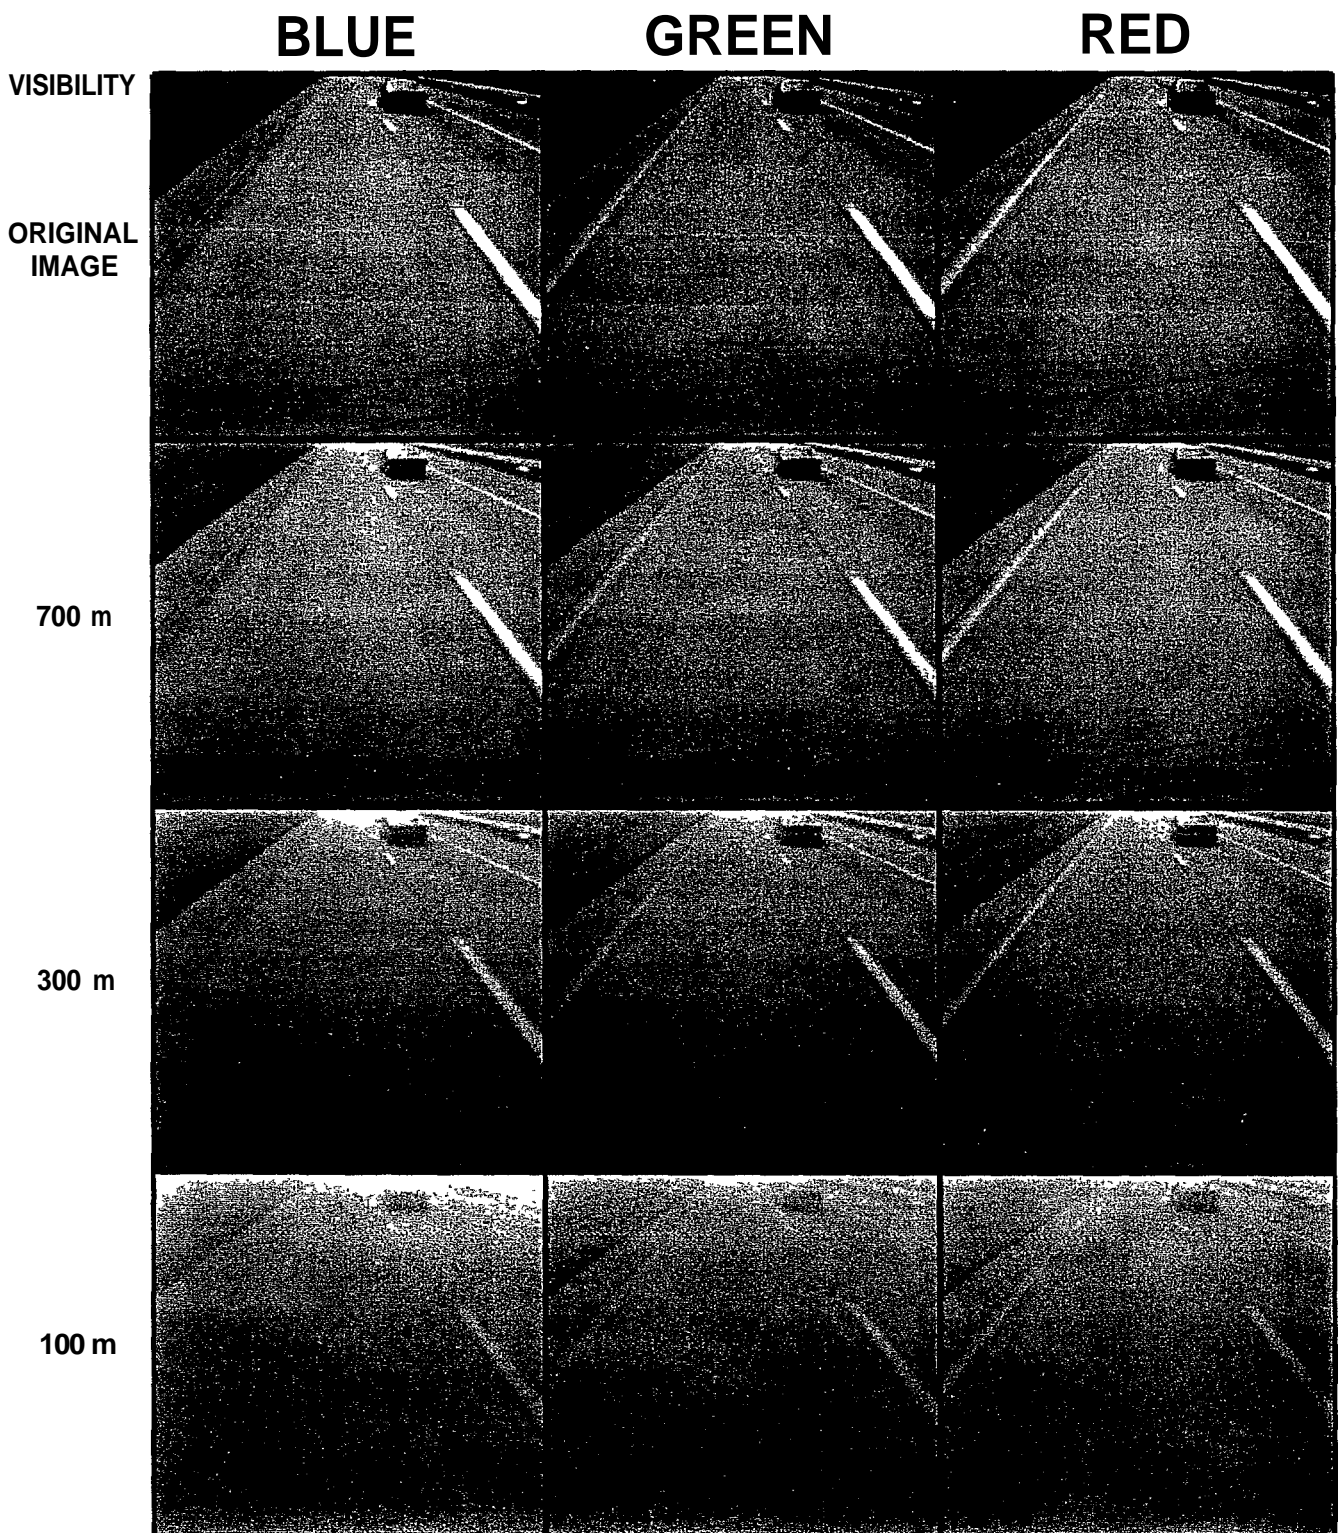 BLUE GREEN RED
VISIBILITY
ORIGINAL
IMAGE
700 m
300 m
100 m